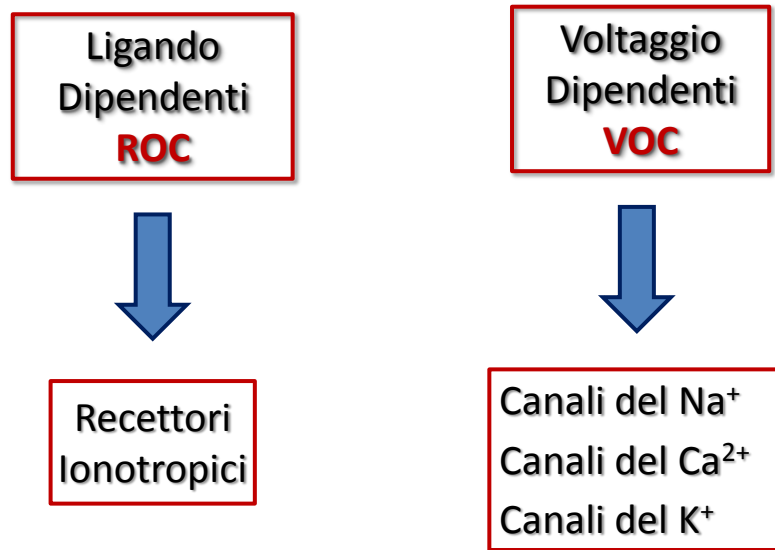 Ligando
Dipendenti
ROC
Recettori
Ionotropici
Voltaggio
Dipendenti
VOC
Canali del Na⁺
Canali del Ca²⁺
Canali del K⁺